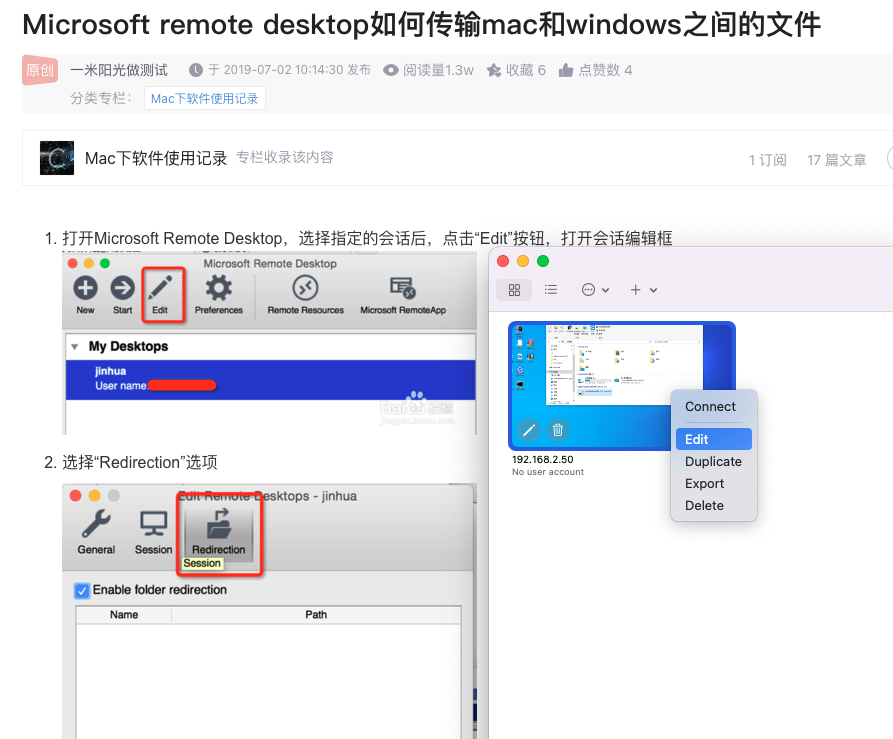 Microsoft remote desktop如何传输mac和windows之间的文件
原创 一米阳光做测试 于 2019-07-02 10:14:30 发布 阅读量1.3w 收藏 6 点赞数 4
分类专栏： Mac下软件使用记录
Mac下软件使用记录 专栏收录该内容 1 订阅 17 篇文章
1. 打开Microsoft Remote Desktop，选择指定的会话后，点击“Edit”按钮，打开会话编辑框
Microsoft Remote Desktop
New Start Edit Preferences Remote Resources Microsoft RemoteApp
My Desktops
jinhua
User name
Baidu 经验
jingyan.baidu.com
2. 选择“Redirection”选项
Edit Remote Desktops - jinhua
General Session Redirection
Session
Enable folder redirection
Name Path
192.168.2.50
No user account
Connect
Edit
Duplicate
Export
Delete